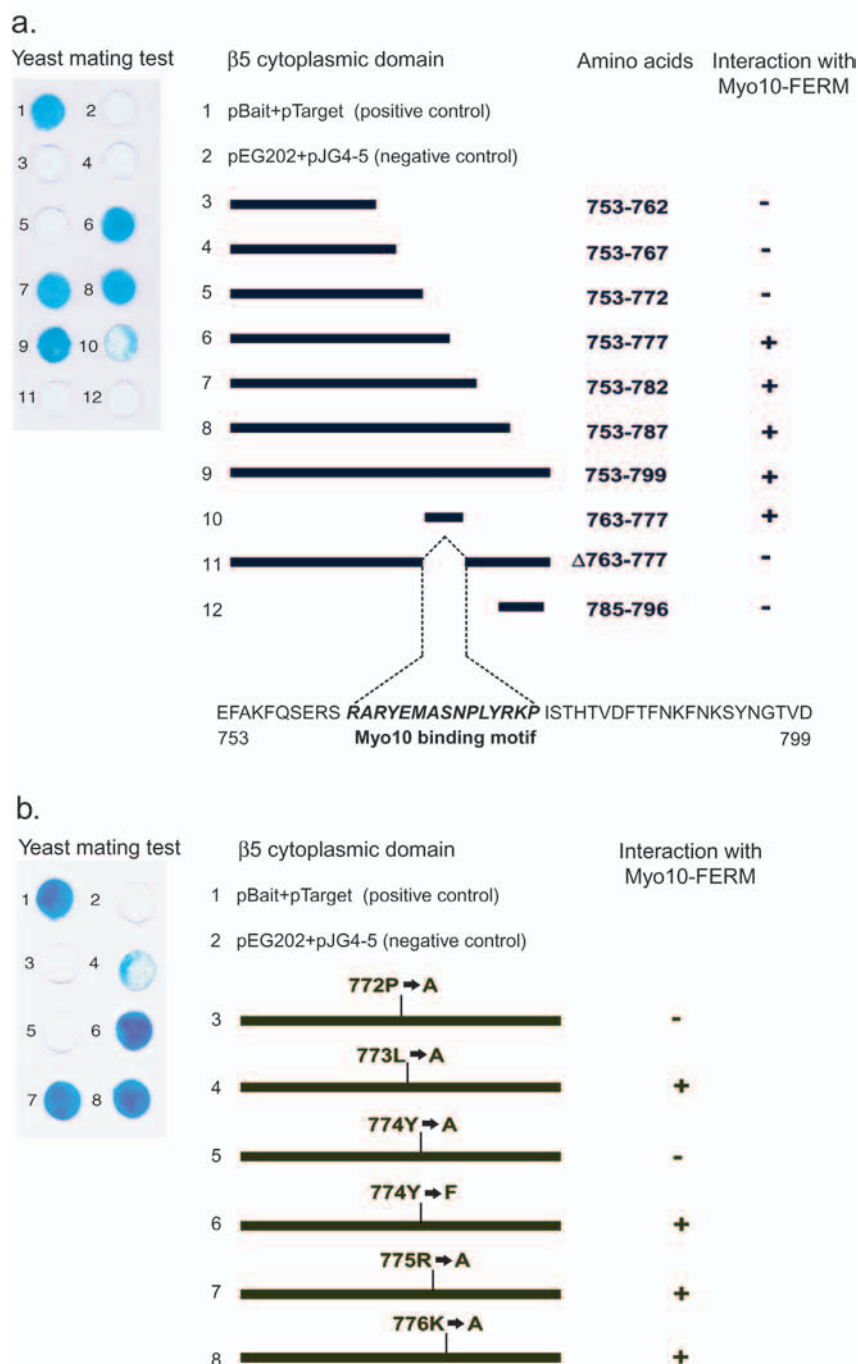 a.
Yeast mating test
β5 cytoplasmic domain
Amino acids
Interaction with
Myo10-FERM
1 2
3 4
5 6
7 8
9 10
11 12
1 pBait+pTarget (positive control)
2 pEG202+pJG4-5 (negative control)
3 753-762 -
4 753-767 -
5 753-772 -
6 753-777 +
7 753-782 +
8 753-787 +
9 753-799 +
10 763-777 +
11 Δ763-777 -
12 785-796 -
EFAKFQSERS RARYEMASNPLYRKP ISTHTVDFTFNKFNKSYNGTVD
753 Myo10 binding motif 799
b.
Yeast mating test
β5 cytoplasmic domain
Interaction with
Myo10-FERM
1 2
3 4
5 6
7 8
1 pBait+pTarget (positive control)
2 pEG202+pJG4-5 (negative control)
772P➡A
3 -
773L➡A
4 +
774Y➡A
5 -
774Y➡F
6 +
775R➡A
7 +
776K➡A
8 +